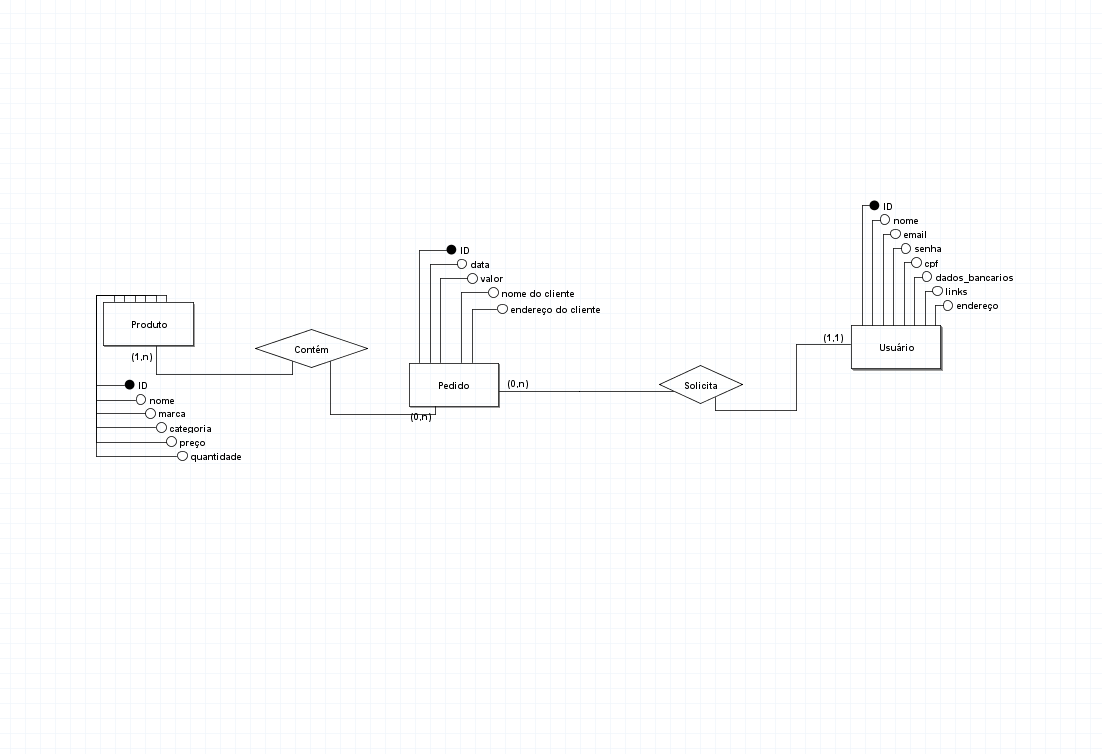 Produto
(1,n)
ID
nome
marca
categoria
preço
quantidade
Contém
ID
data
valor
nome do cliente
endereço do cliente
Pedido
(0,n)
(0,n)
Solicita
(1,1)
ID
nome
email
senha
cpf
dados_bancarios
links
endereço
Usuário